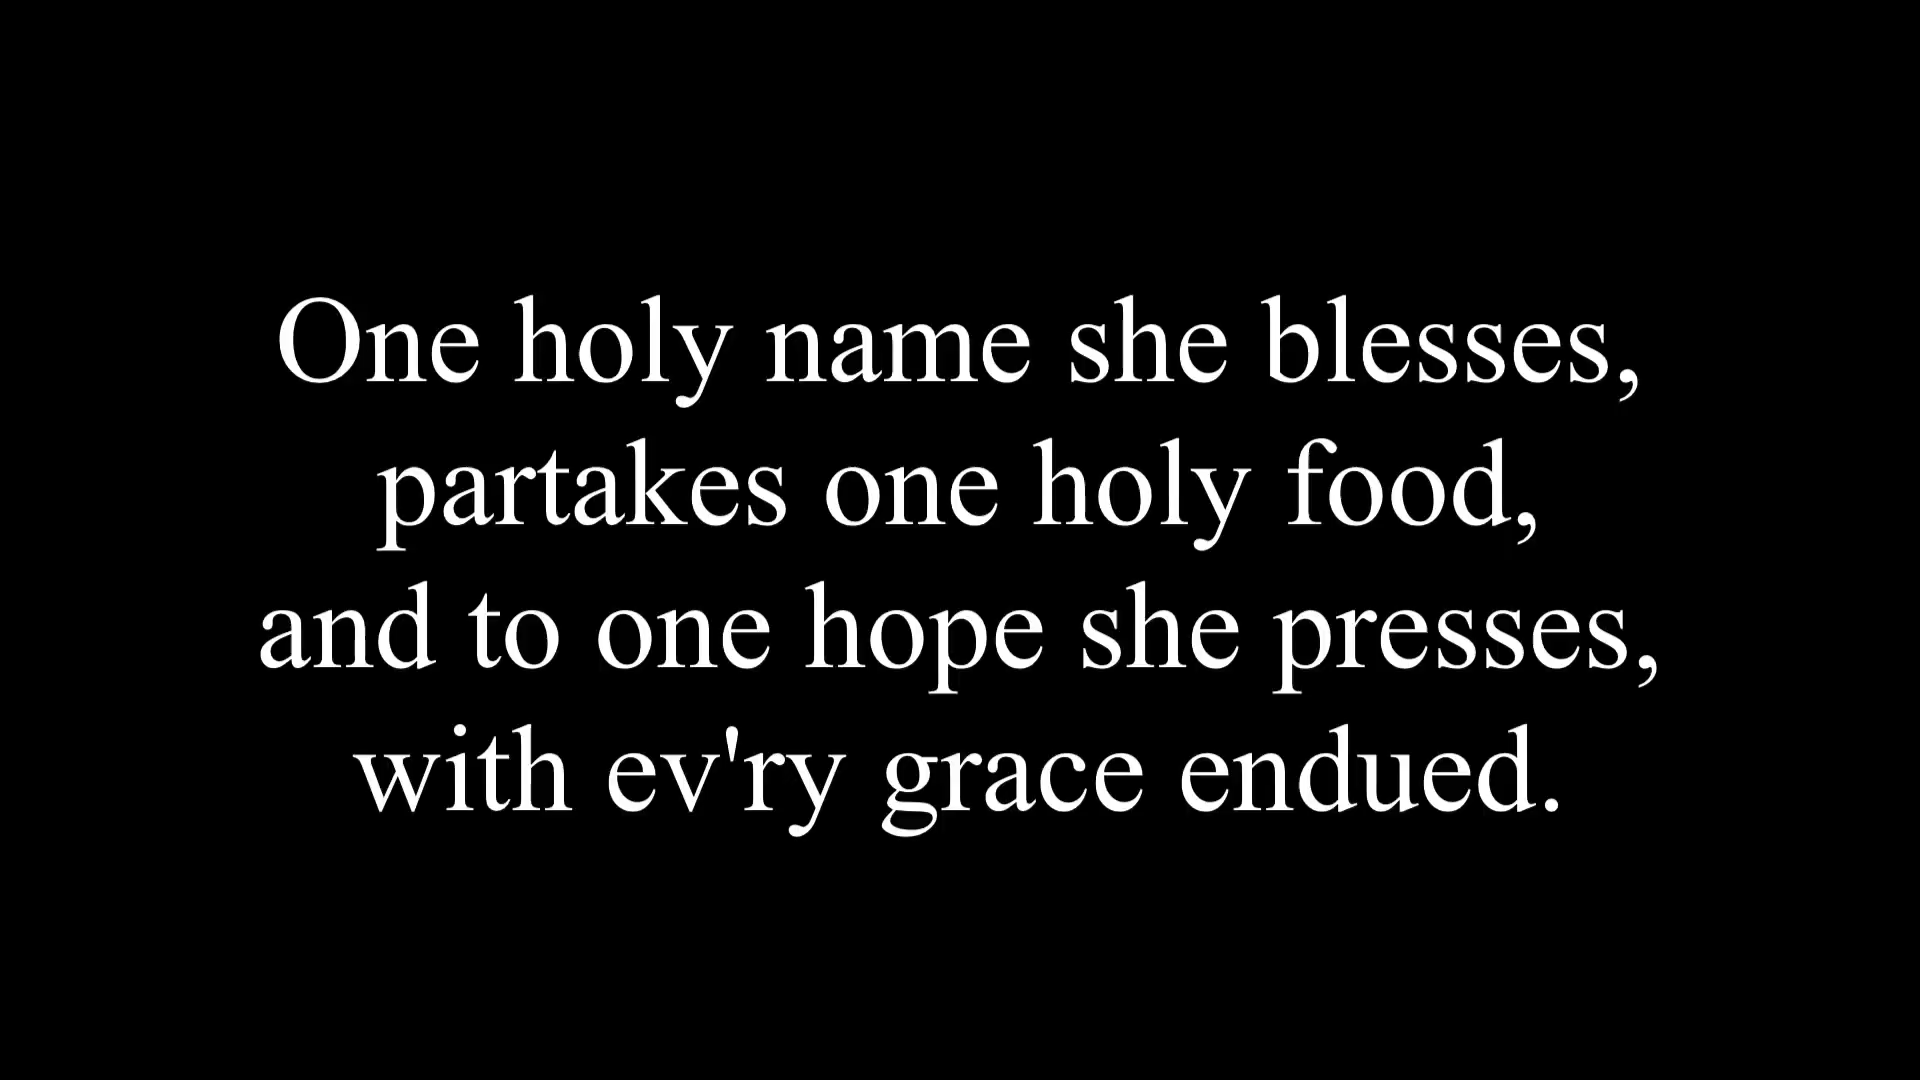 One holy name she blesses,
partakes one holy food,
and to one hope she presses,
with ev'ry grace endued.